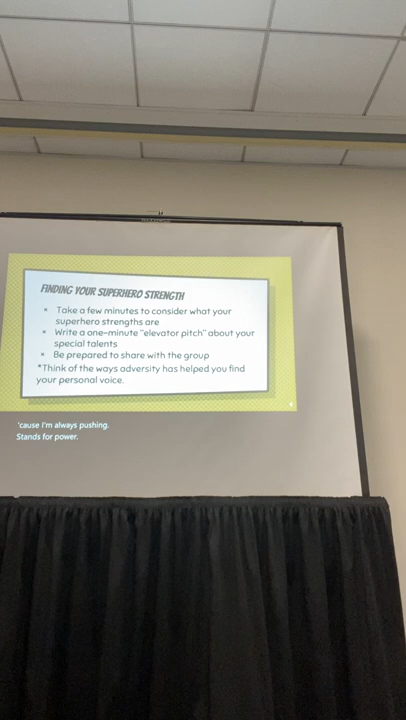 FINDING YOUR SUPERHERO STRENGTH
× Take a few minutes to consider what your
superhero strengths are
× Write a one-minute "elevator pitch" about your
special talents
× Be prepared to share with the group
*Think of the ways adversity has helped you find
your personal voice.
'cause I'm always pushing.
Stands for power.